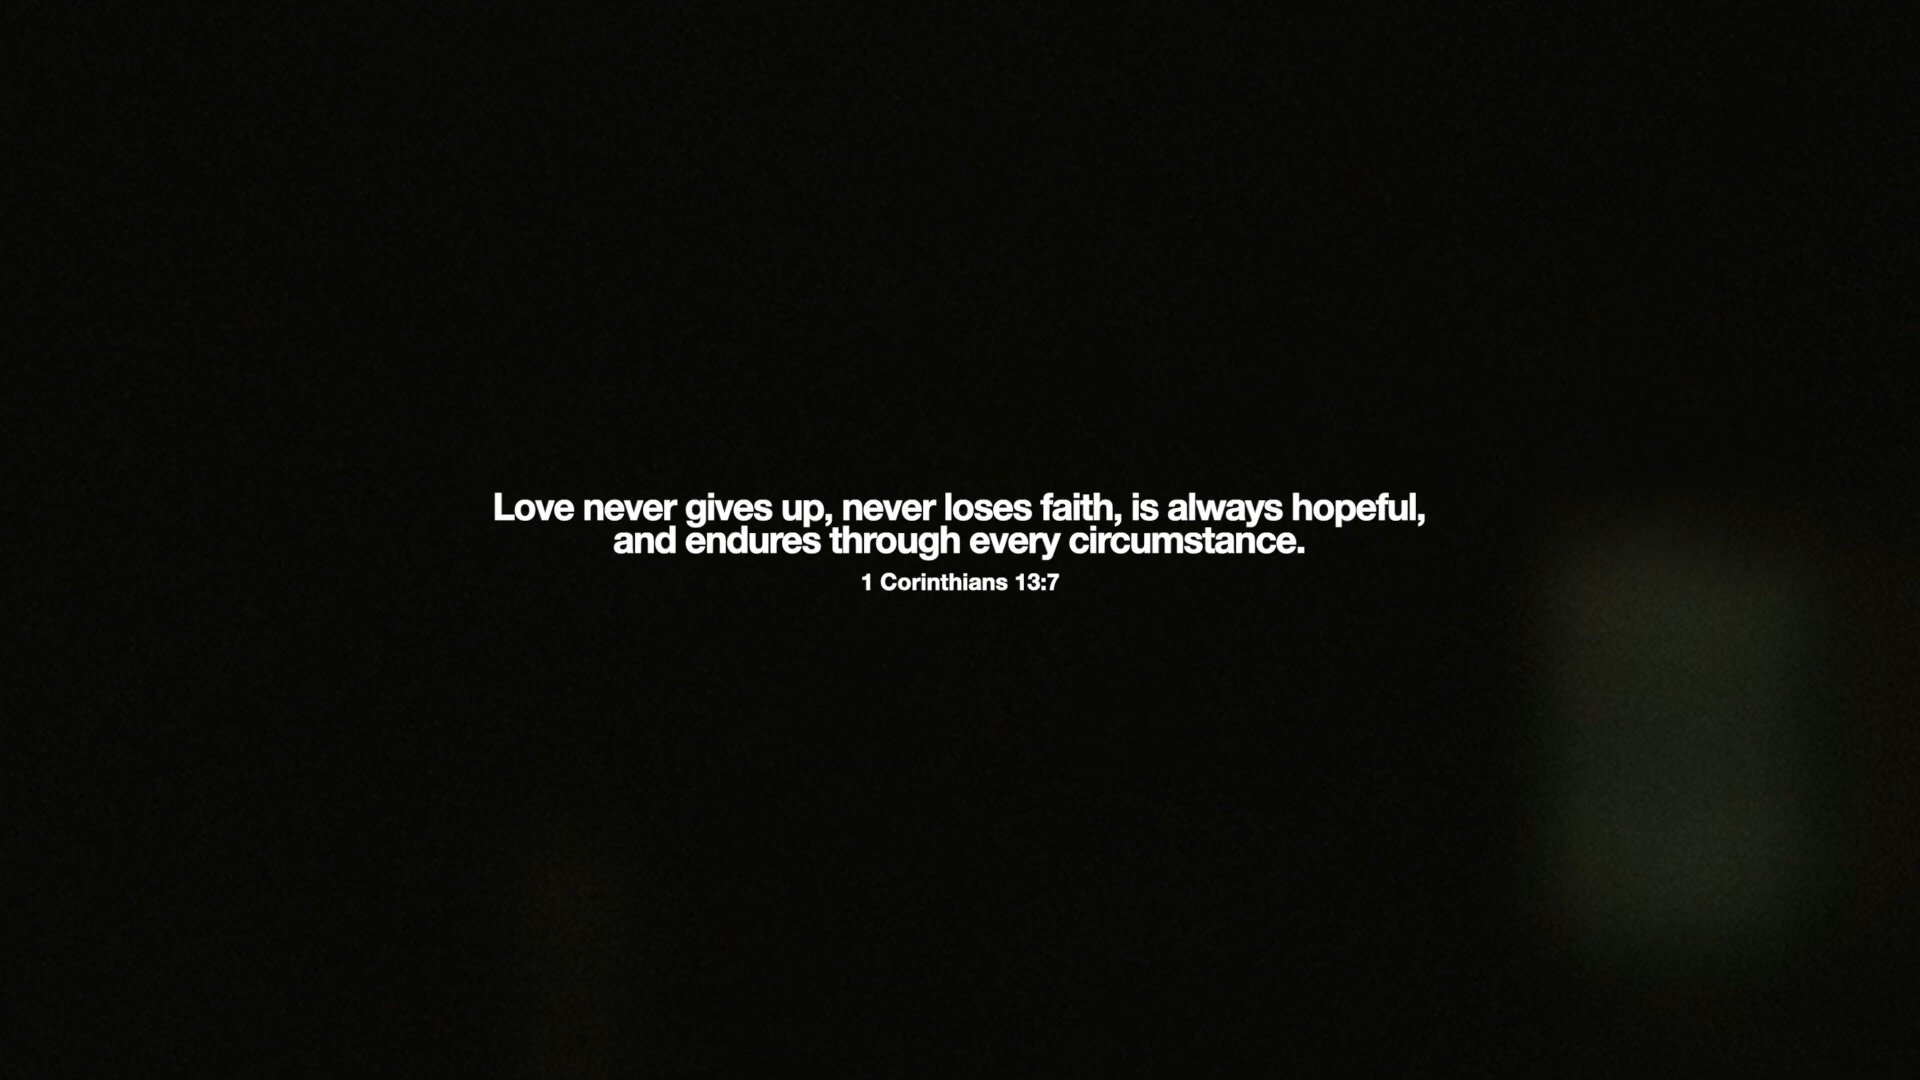 Love never gives up, never loses faith, is always hopeful,
and endures through every circumstance.
1 Corinthians 13:7